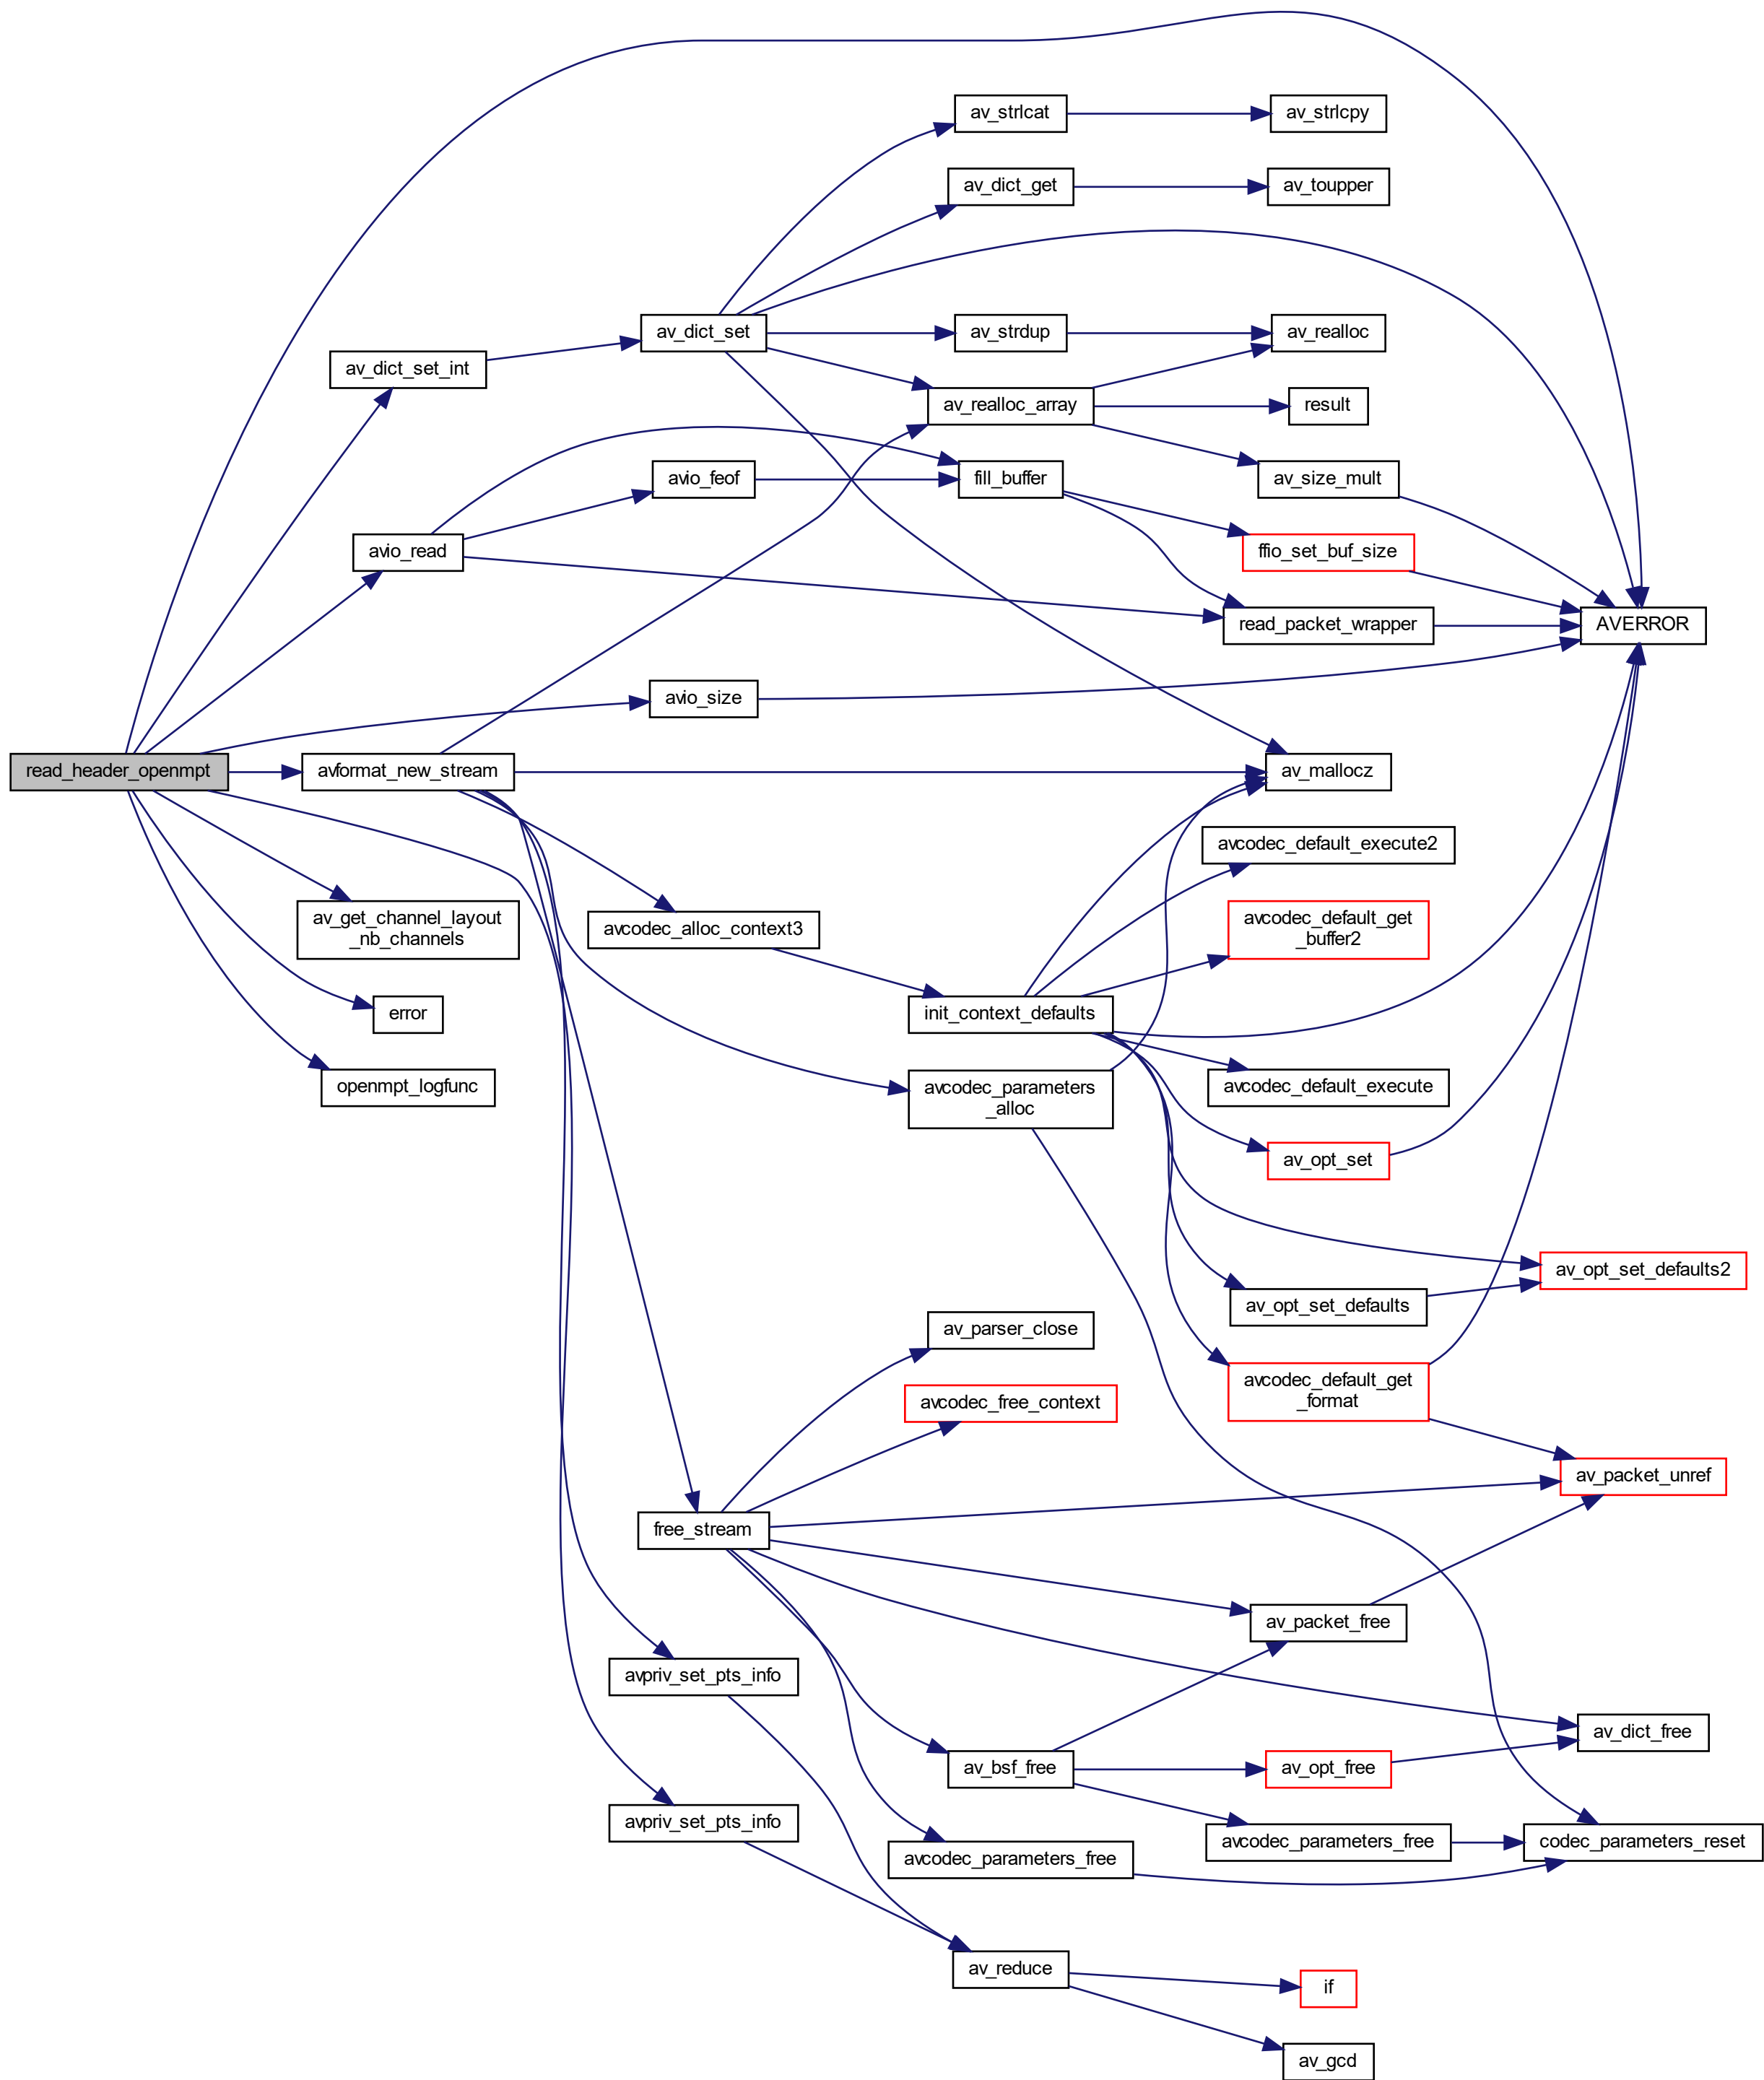 av_strlcat
av_strlcpy
av_dict_get
av_toupper
av_dict_set
av_strdup
av_realloc
av_dict_set_int
av_realloc_array
result
avio_feof
fill_buffer
av_size_mult
avio_read
ffio_set_buf_size
read_packet_wrapper
AVERROR
avio_size
read_header_openmpt
avformat_new_stream
av_mallocz
avcodec_default_execute2
av_get_channel_layout
_nb_channels
avcodec_alloc_context3
avcodec_default_get
_buffer2
error
init_context_defaults
openmpt_logfunc
avcodec_parameters
_alloc
avcodec_default_execute
av_opt_set
av_opt_set_defaults2
av_opt_set_defaults
av_parser_close
avcodec_default_get
_format
avcodec_free_context
av_packet_unref
free_stream
av_packet_free
avpriv_set_pts_info
av_dict_free
av_bsf_free
av_opt_free
avpriv_set_pts_info
avcodec_parameters_free
codec_parameters_reset
avcodec_parameters_free
av_reduce
if
av_gcd